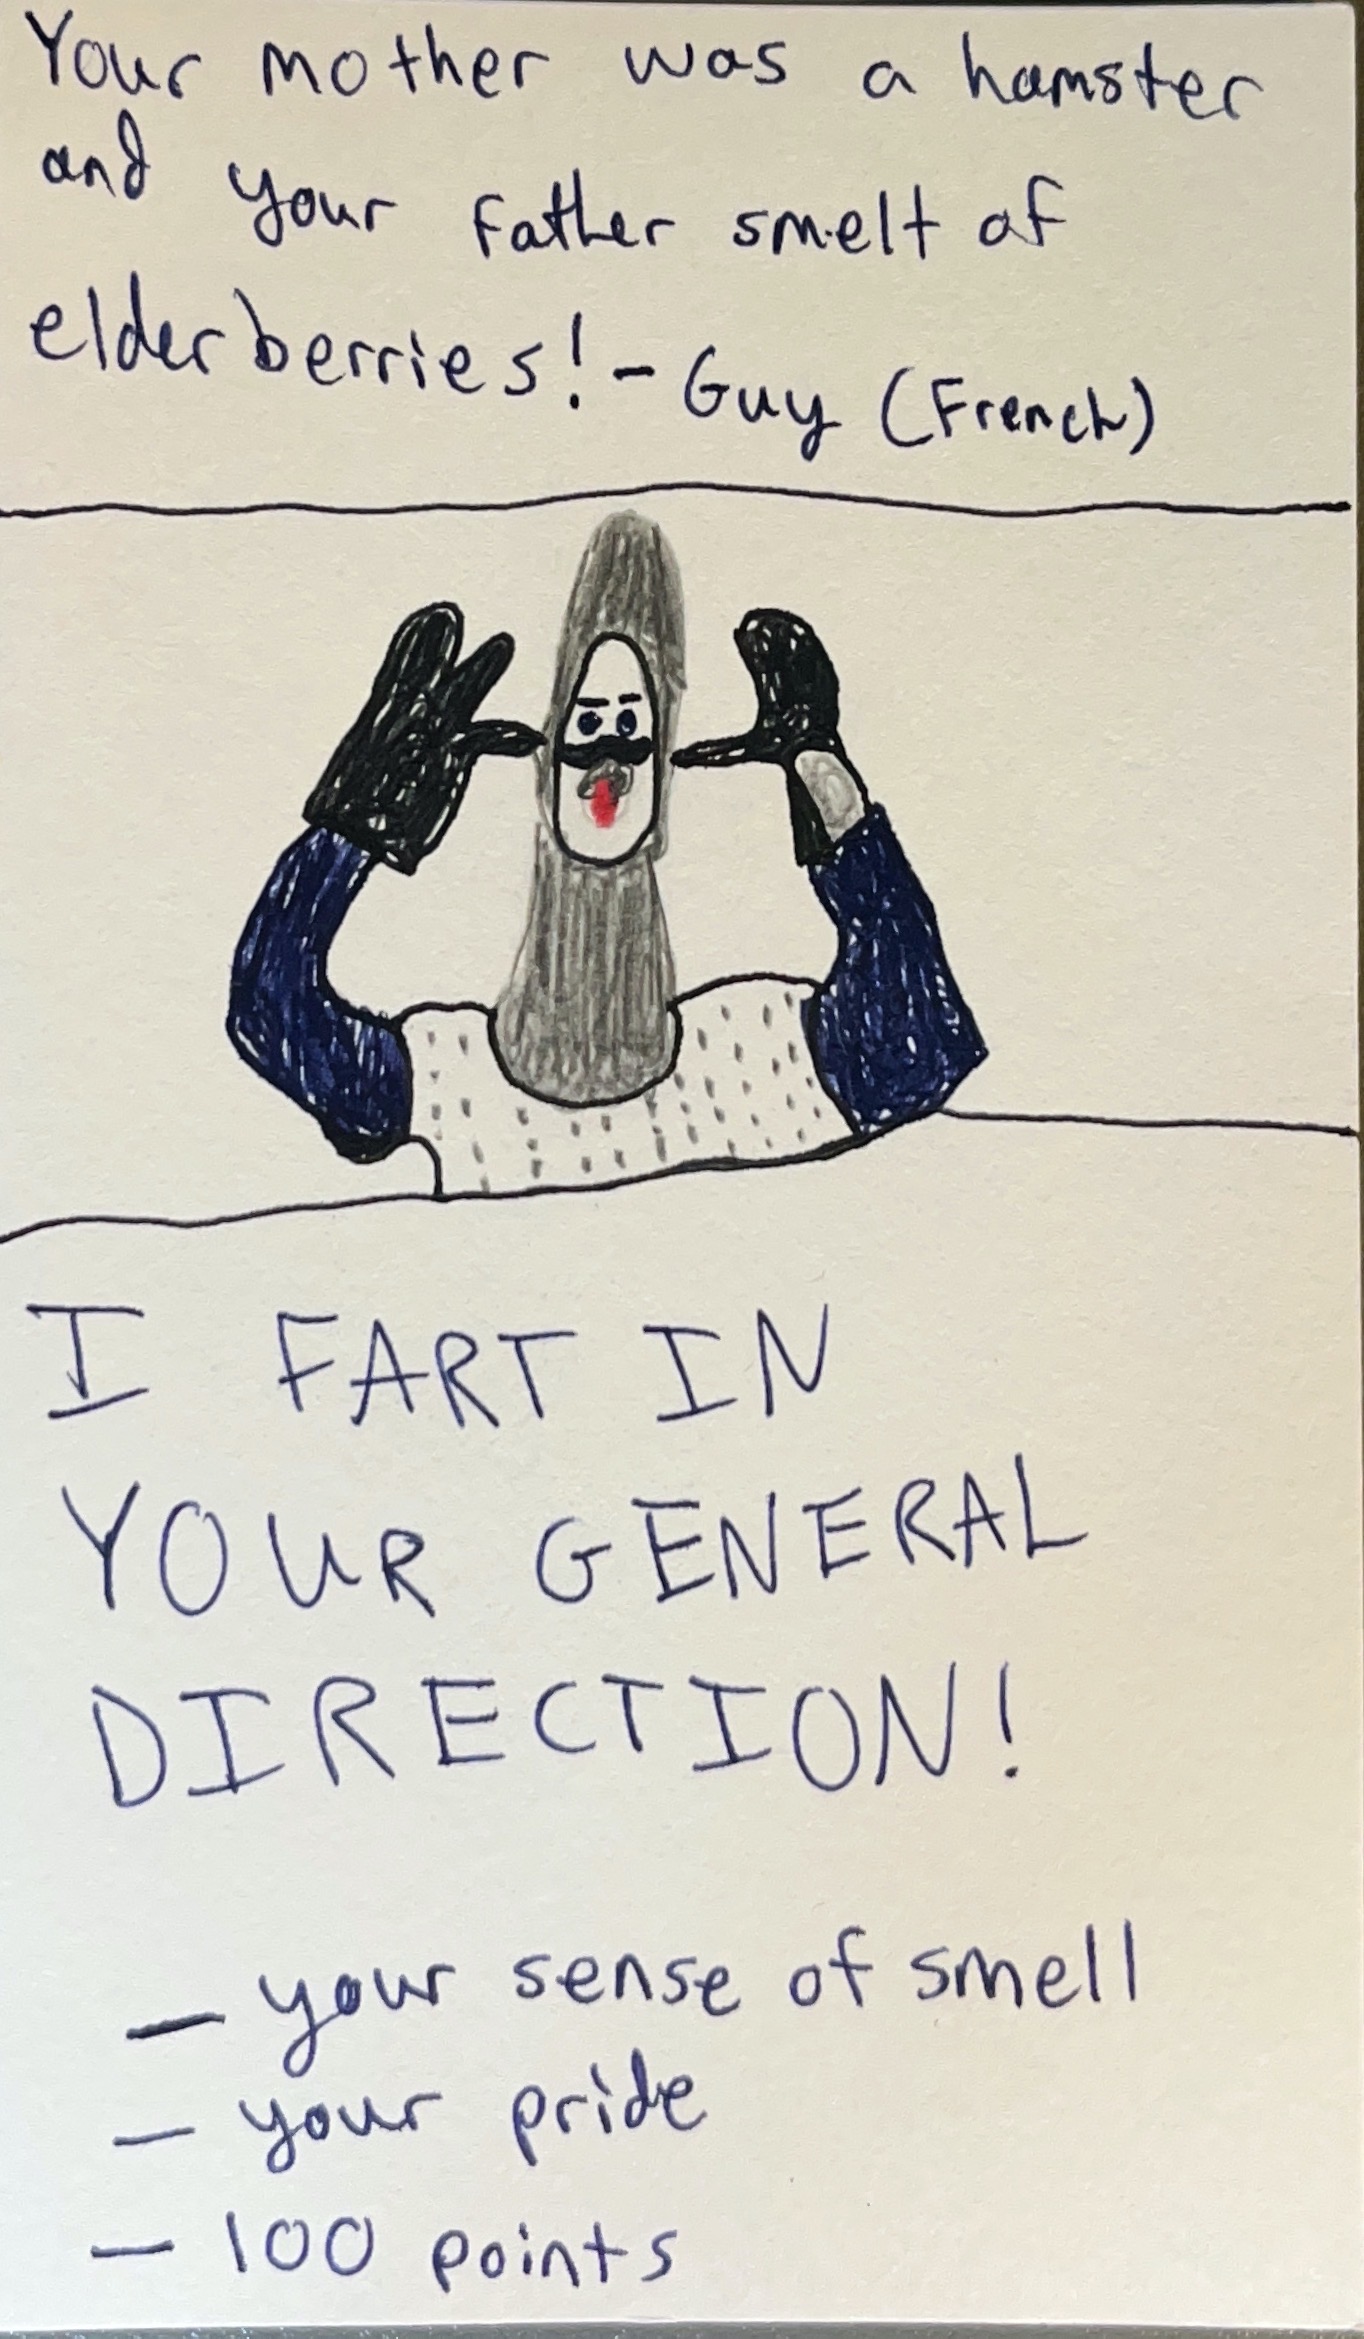 Your mother was a hamster
and your father smelt of
elderberries! - Guy (French)
I FART IN
YOUR GENERAL
DIRECTION!
- your sense of smell
- your pride
- 100 points